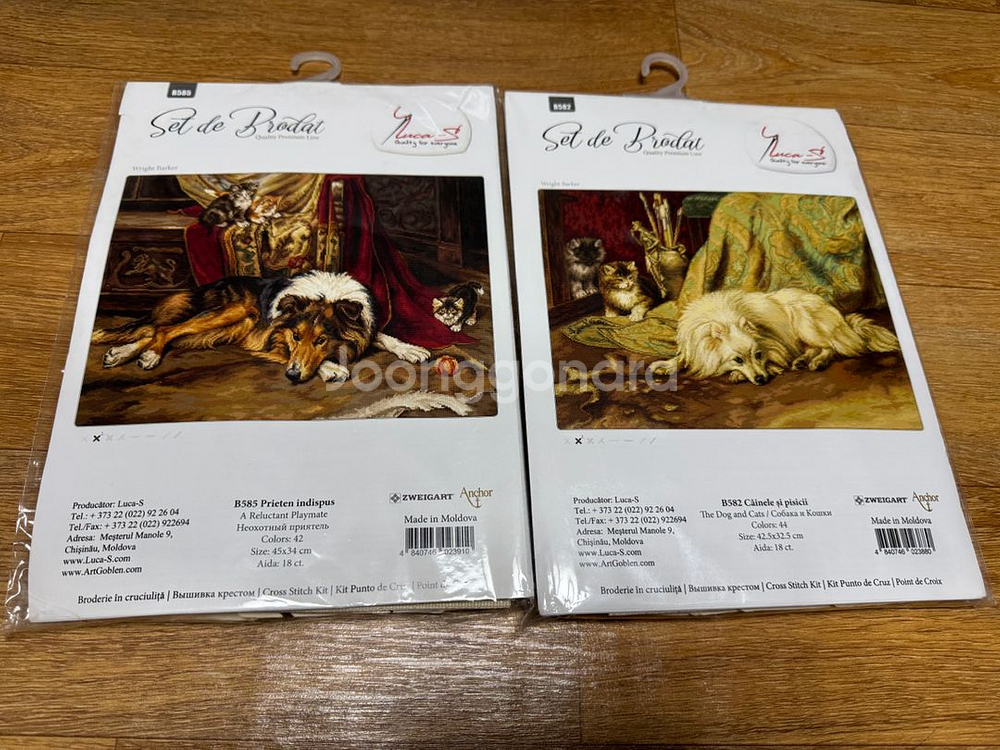 B585
Set de Brodat
Quality Premium Line
Luca-S
Quality for everyone
Wright Barker
Producător: Luca-S
Tel.: + 373 22 (022) 92 26 04
Tel./Fax: + 373 22 (022) 922694
Adresa: Meşterul Manole 9,
Chişinău, Moldova
www.Luca-S.com
www.ArtGoblen.com
B585 Prieten indispus
A Reluctant Playmate
Неохотный приятель
Colors: 42
Size: 45x34 cm
Aida: 18 ct.
ZWEIGART
Anchor
Made in Moldova
4 840746 023910
Broderie în cruciuliță | Вышивка крестом | Cross Stitch Kit | Kit Punto de Cruz | Point de
B582
Set de Brodat
Quality Premium Line
Luca-S
Quality for everyone
Wright Barker
Producător: Luca-S
Tel.: + 373 22 (022) 92 26 04
Tel./Fax: + 373 22 (022) 922694
Adresa: Meşterul Manole 9,
Chişinău, Moldova
www.Luca-S.com
www.ArtGoblen.com
B582 Câinele şi pisicii
The Dog and Cats / Собака и Кошки
Colors: 44
Size: 42.5x32.5 cm
Aida: 18 ct.
ZWEIGART
Anchor
Made in Moldova
4 840746 023880
Broderie în cruciuliță | Вышивка крестом | Cross Stitch Kit | Kit Punto de Cruz | Point de Croix
joonggonara